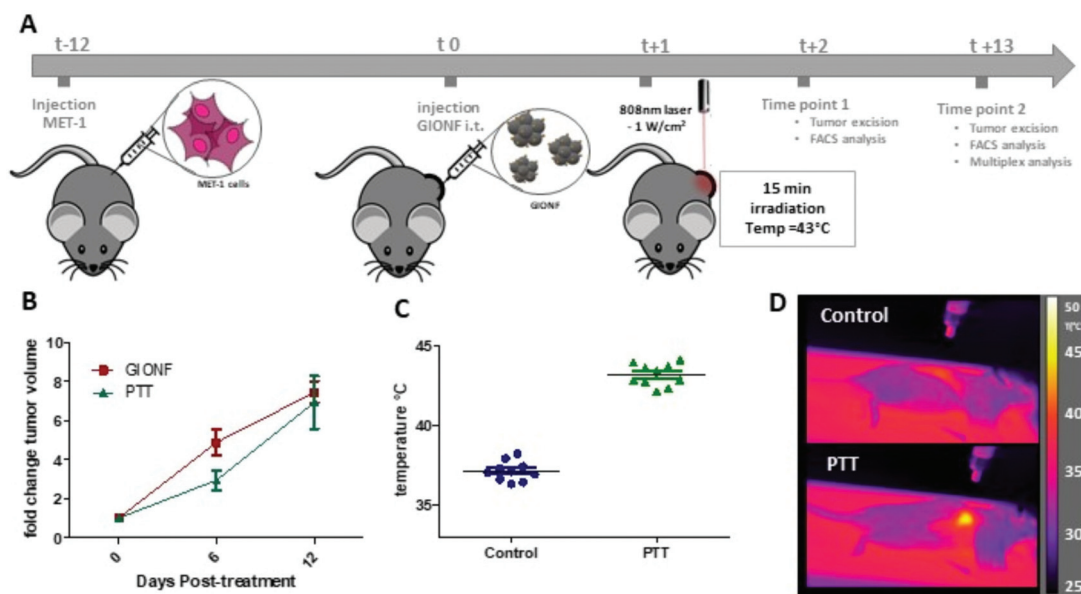 A
t-12
t 0
t+1
t+2
t +13
Injection
MET-1
MET-1 cells
injection
GIONF i.t.
GIONF
808nm laser
- 1 W/cm²
15 min
irradiation
Temp =43°C
Time point 1
• Tumor excision
• FACS analysis
Time point 2
• Tumor excision
• FACS analysis
• Multiplex analysis
B
fold change tumor volume
10
8
6
4
2
0
GIONF
PTT
0
6
12
Days Post-treatment
C
temperature °C
45
40
35
Control
PTT
D
Control
PTT
50
T(°C)
45
40
35
30
25